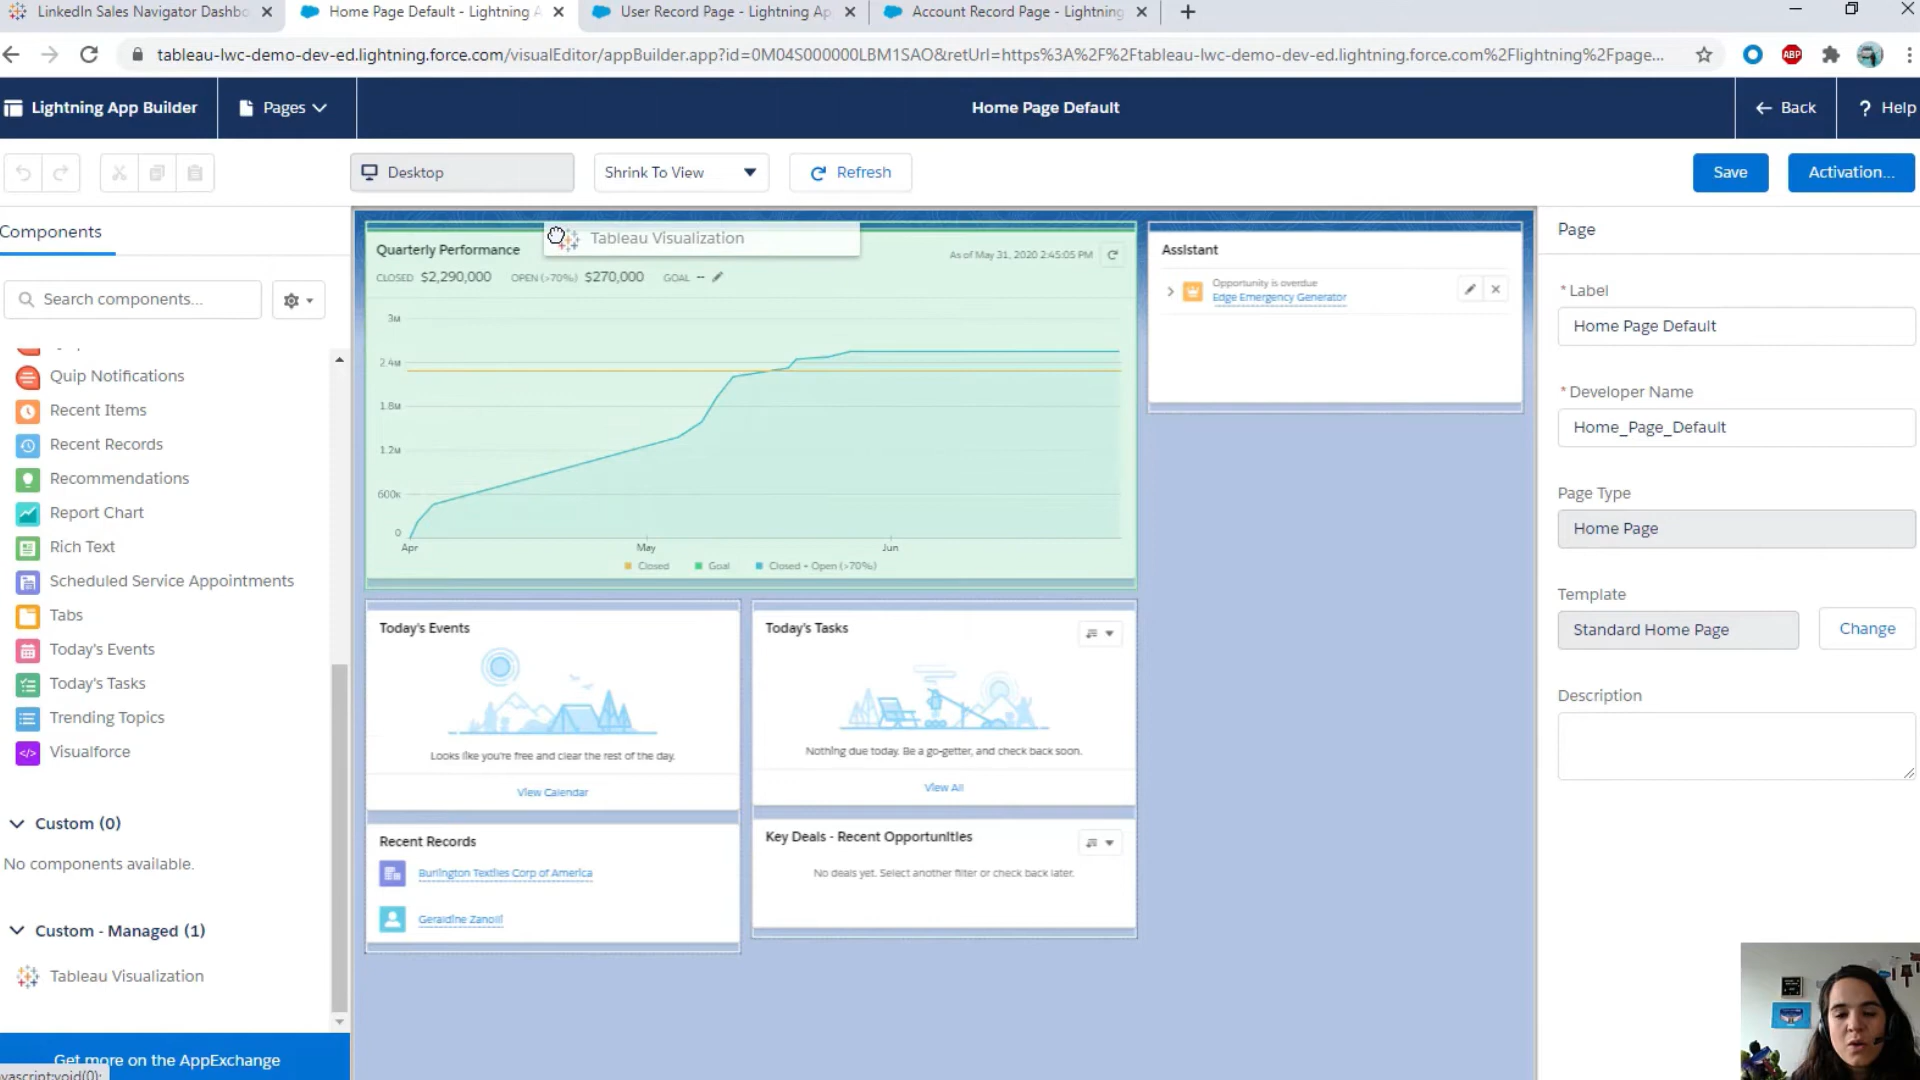 LinkedIn Sales Navigator Dashbo
Home Page Default - Lightning A
User Record Page - Lightning Ap
Account Record Page - Lightning
tableau-lwc-demo-dev-ed.lightning.force.com/visualEditor/appBuilder.app?id=0M04S000000LBM1SAO&retUrl=https%3A%2F%2Ftableau-lwc-demo-dev-ed.lightning.force.com%2Flightning%2Fpage...
ABP
Lightning App Builder
Pages
Home Page Default
Back
? Help
Desktop
Shrink To View
Refresh
Save
Activation...
Components
Search components...
Quip Notifications
Recent Items
Recent Records
Recommendations
Report Chart
Rich Text
Scheduled Service Appointments
Tabs
Today's Events
Today's Tasks
Trending Topics
Visualforce
Custom (0)
No components available.
Custom - Managed (1)
Tableau Visualization
Get more on the AppExchange
vascript:void(0);
Quarterly Performance
Tableau Visualization
As of May 31, 2020 2:45:05 PM
CLOSED $2,290,000 OPEN (>70%) $270,000 GOAL --
3M
2.4M
1.8M
1.2M
600K
0
Apr
May
Jun
Closed
Goal
Closed + Open (>70%)
Assistant
Opportunity is overdue
Edge Emergency Generator
Today's Events
Looks like you're free and clear the rest of the day.
View Calendar
Today's Tasks
Nothing due today. Be a go-getter, and check back soon.
View All
Recent Records
Burlington Textiles Corp of America
Geraldine Zanolli
Key Deals - Recent Opportunities
No deals yet. Select another filter or check back later.
Page
* Label
Home Page Default
* Developer Name
Home_Page_Default
Page Type
Home Page
Template
Standard Home Page
Change
Description